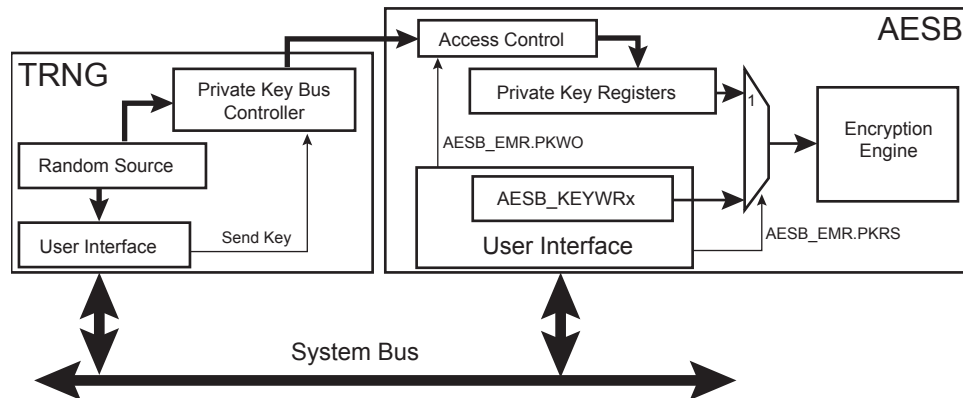 TRNG
Private Key Bus
Controller
Random Source
User Interface
Send Key
AESB
Access Control
Private Key Registers
1
Encryption
Engine
AESB_EMR.PKWO
AESB_KEYWRx
User Interface
AESB_EMR.PKRS
System Bus